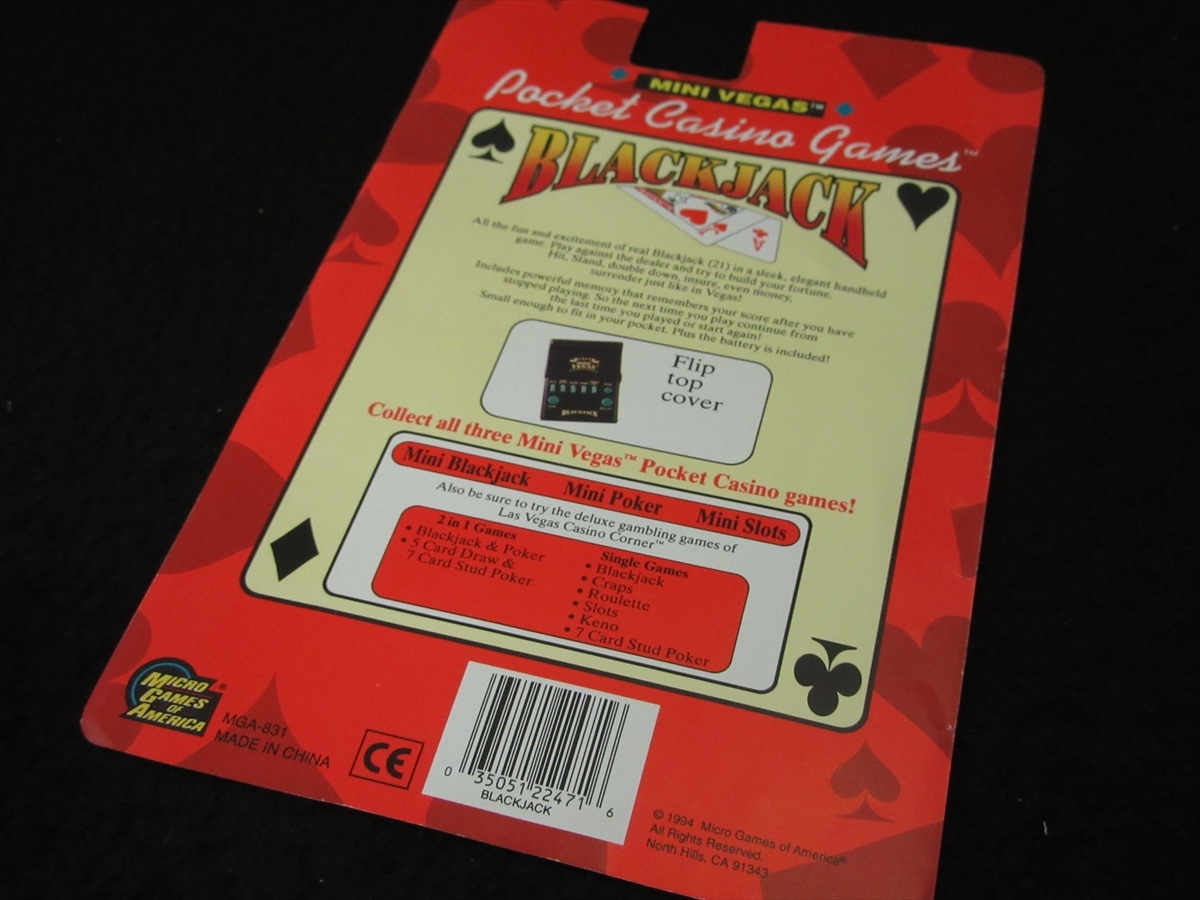 MINI VEGAS™
Pocket Casino Games™
BLACKJACK
All the fun and excitement of real Blackjack (21) in a sleek, elegant handheld
game. Play against the dealer and try to build your fortune.
Hit, Stand, double down, insure, even money,
surrender just like in Vegas!
Includes powerful memory that remembers your score after you have
stopped playing. So the next time you play continue from
the last time you played or start again!
Small enough to fit in your pocket. Plus the battery is included!
VEGAS
BLACKJACK
Flip
top
cover
Collect all three Mini Vegas™ Pocket Casino games!
Mini Blackjack Mini Poker Mini Slots
Also be sure to try the deluxe gambling games of
Las Vegas Casino Corner™
2 in 1 Games
• Blackjack & Poker
• 5 Card Draw &
7 Card Stud Poker
Single Games
• Blackjack
• Craps
• Roulette
• Slots
• Keno
• 7 Card Stud Poker
MICRO
GAMES
OF
AMERICA®
MGA-831
MADE IN CHINA
CE
0 35051 22471 6
BLACKJACK
© 1994 Micro Games of America®
All Rights Reserved.
North Hills, CA 91343